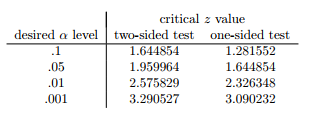 critical z value
desired α level two-sided test one-sided test
.1 1.644854 1.281552
.05 1.959964 1.644854
.01 2.575829 2.326348
.001 3.290527 3.090232